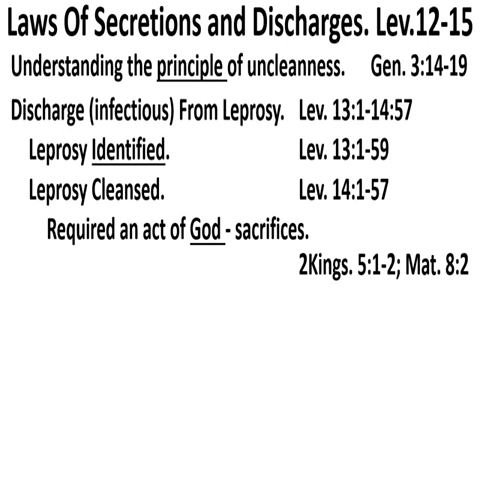 Laws Of Secretions and Discharges. Lev.12-15
Understanding the principle of uncleanness. Gen. 3:14-19
Discharge (infectious) From Leprosy. Lev. 13:1-14:57
Leprosy Identified. Lev. 13:1-59
Leprosy Cleansed. Lev. 14:1-57
Required an act of God - sacrifices.
2Kings. 5:1-2; Mat. 8:2